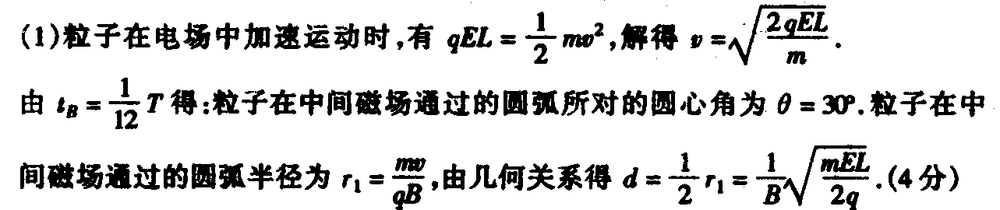 (1)粒子在电场中加速运动时,有 qEL = \frac{1}{2} mv^2,解得 v = \sqrt{\frac{2qEL}{m}}.
由 t_B = \frac{1}{12} T 得:粒子在中间磁场通过的圆弧所对的圆心角为 θ = 30°.粒子在中
间磁场通过的圆弧半径为 r_1 = \frac{mv}{qB},由几何关系得 d = \frac{1}{2} r_1 = \frac{1}{B}\sqrt{\frac{mEL}{2q}}.(4分)